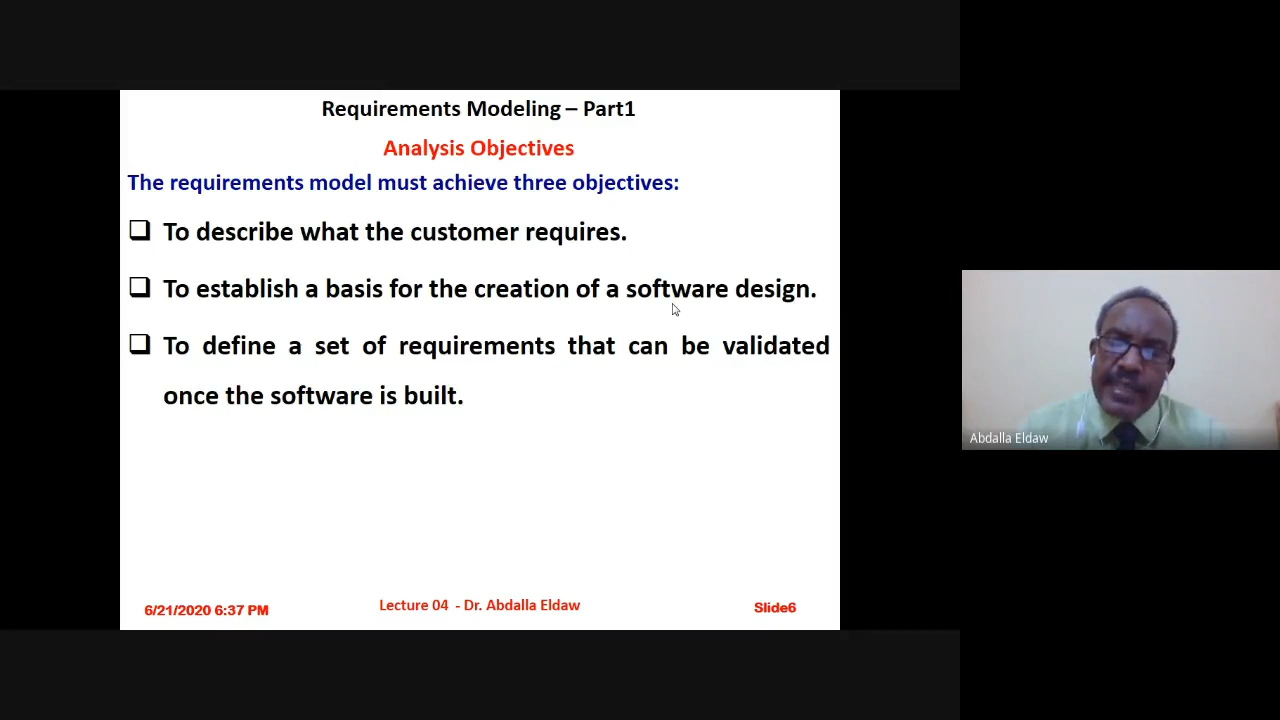 Requirements Modeling – Part1
Analysis Objectives
The requirements model must achieve three objectives:
❑ To describe what the customer requires.
❑ To establish a basis for the creation of a software design.
❑ To define a set of requirements that can be validated
once the software is built.
6/21/2020 6:37 PM
Lecture 04 - Dr. Abdalla Eldaw
Slide6
Abdalla Eldaw